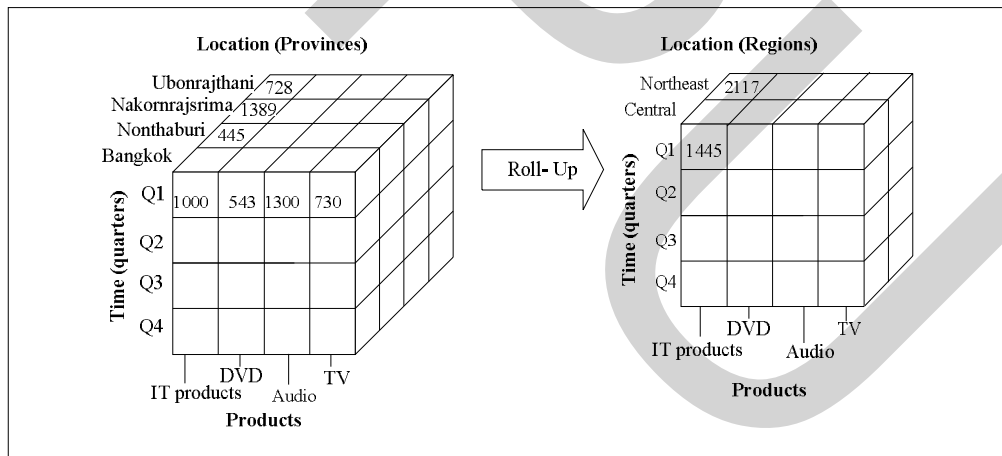 Location (Provinces)
Ubonrajthani 728
Nakornrajsrima 1389
Nonthaburi 445
Bangkok
Time (quarters)
Q1 1000 543 1300 730
Q2
Q3
Q4
IT products DVD Audio TV
Products
Roll- Up
Location (Regions)
Northeast 2117
Central
Time (quarters)
Q1 1445
Q2
Q3
Q4
IT products DVD Audio TV
Products